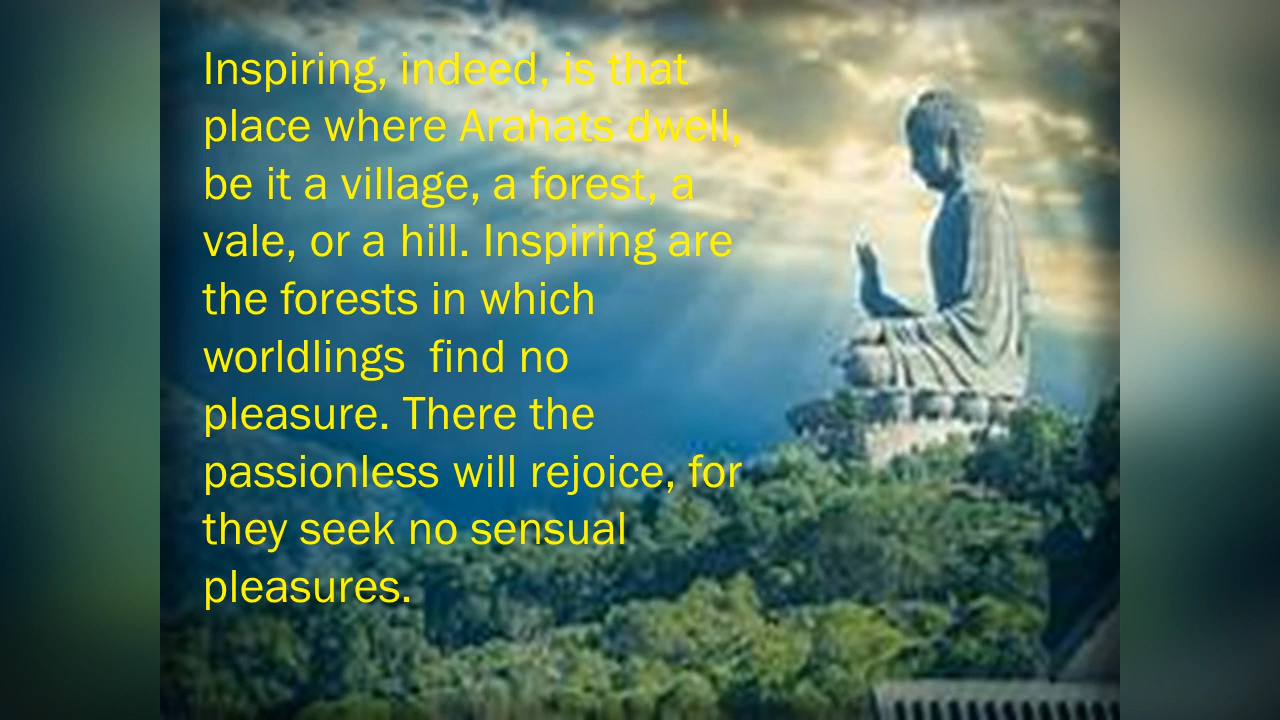 Inspiring, indeed, is that
place where Arahats dwell,
be it a village, a forest, a
vale, or a hill. Inspiring are
the forests in which
worldlings  find no
pleasure. There the
passionless will rejoice, for
they seek no sensual
pleasures.